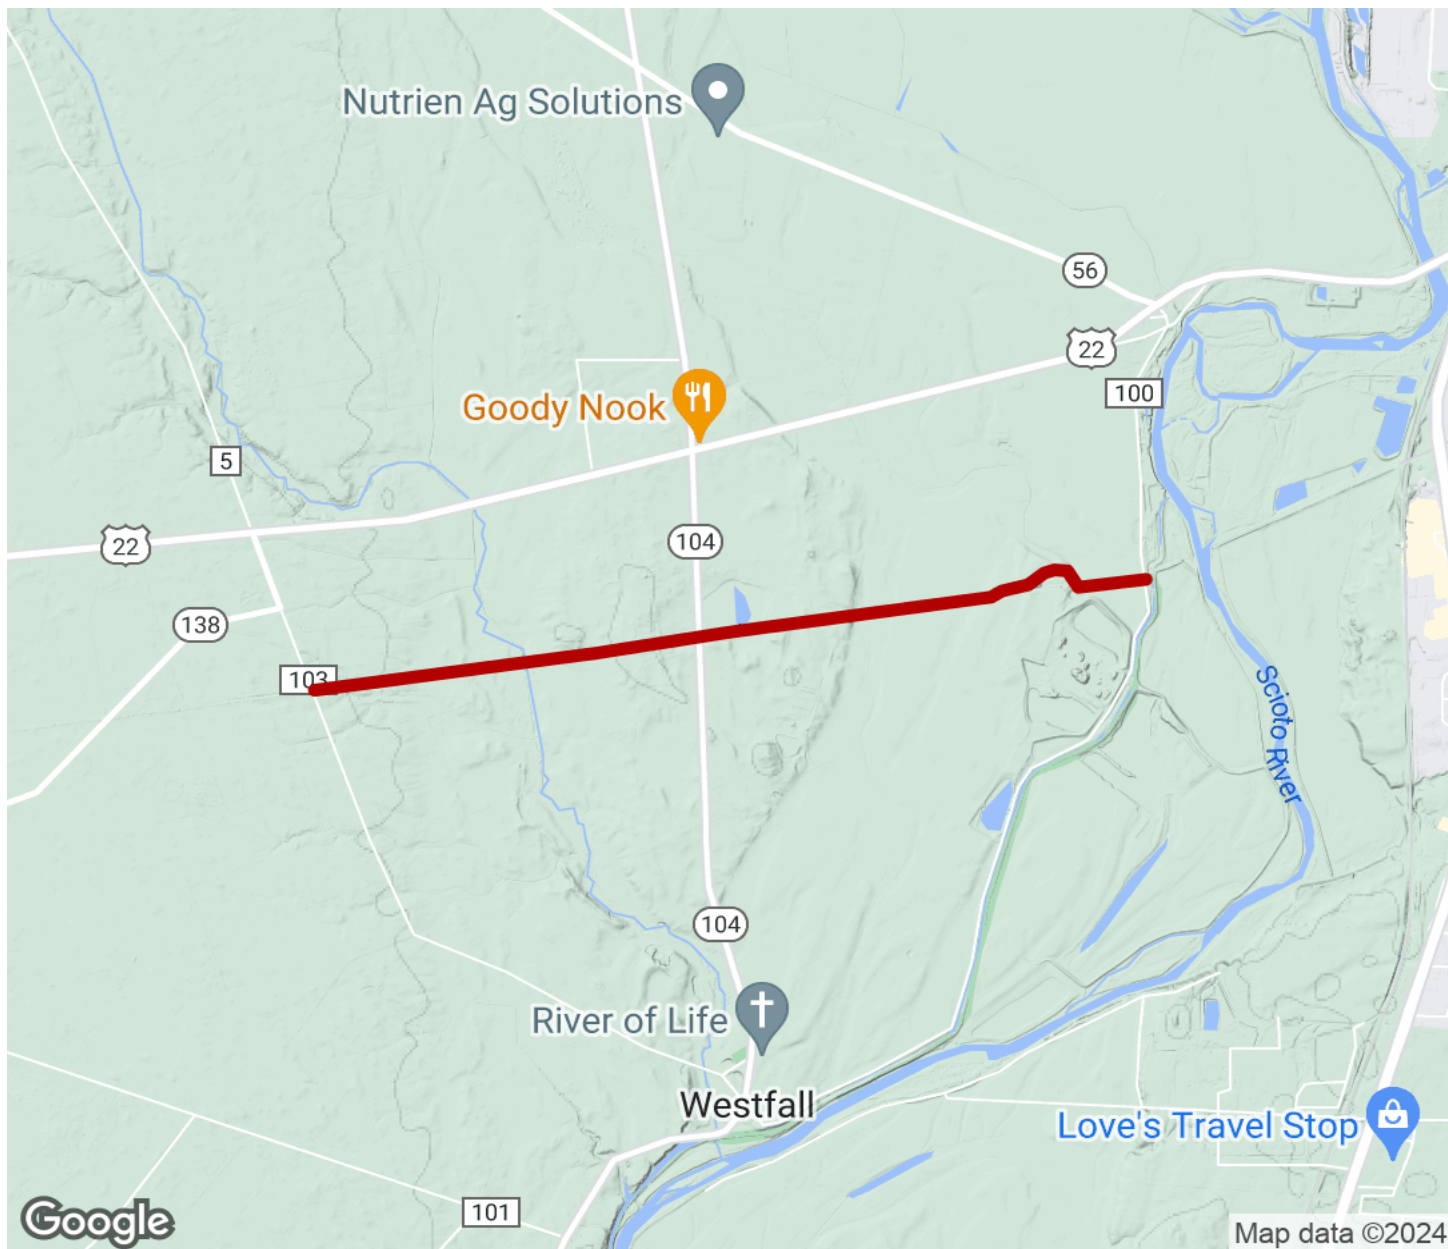 Nutrien Ag Solutions
56
22
100
Goody Nook
5
22
104
138
103
Scioto River
104
River of Life
Westfall
Love's Travel Stop
101
Google
Map data ©2024